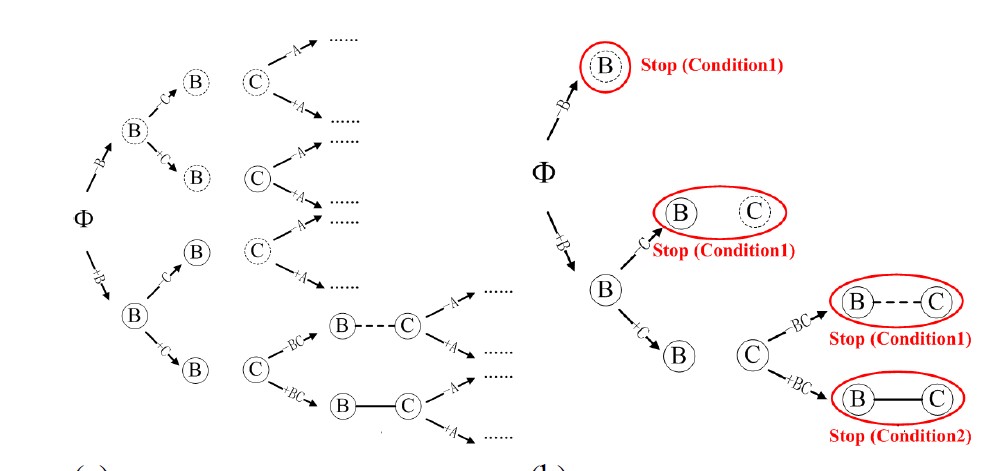 -A ......
-C B C
+A ......
B
-B +C -A ......
B C
+A ......
Φ
-A ......
+B -C B C
+A ......
B
+C -BC B C -A ......
+A ......
B C
+BC B C -A ......
+A ......
B Stop (Condition1)
-B
Φ
+B
B C
-C Stop (Condition1)
B
+C
B C
-BC B C
Stop (Condition1)
+BC B C
Stop (Condition2)